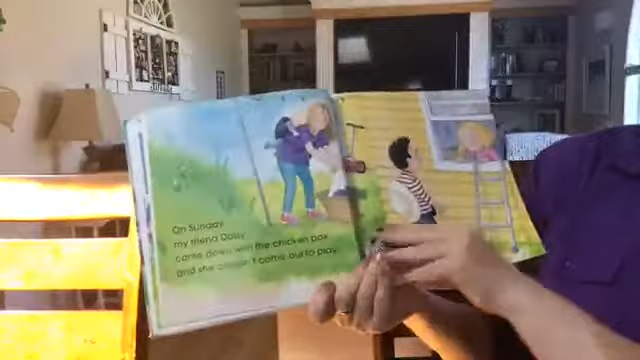 On Sunday
my friend Daisy
came down with the chicken pox
and she couldn't come out to play.